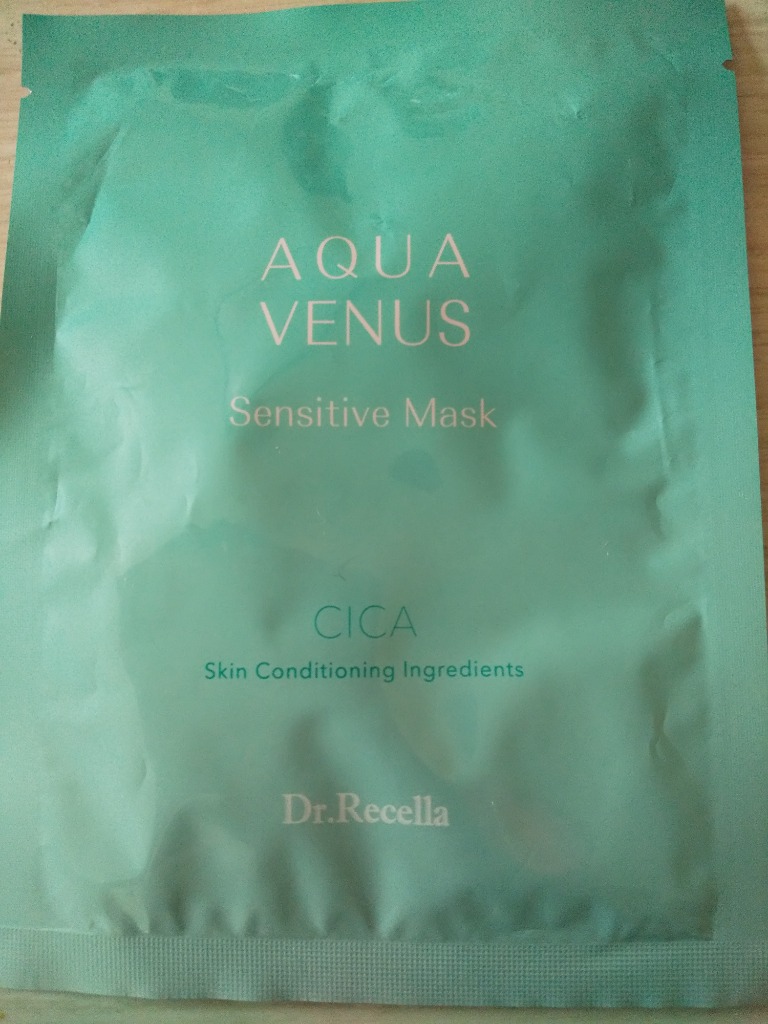 AQUA
VENUS
Sensitive Mask
CICA
Skin Conditioning Ingredients
Dr.Recella